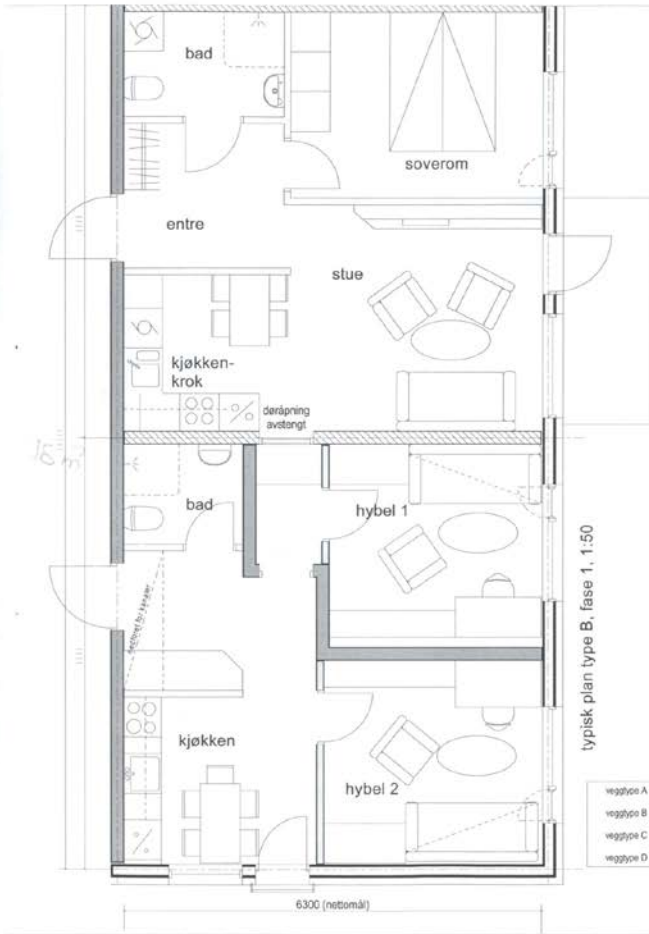 bad
soverom
entre
stue
kjøkken-
krok
døråpning
avstengt
bad
hybel 1
kjøkken
hybel 2
typisk plan type B, fase 1, 1:50
veggtype A
veggtype B
veggtype C
veggtype D
6300 (nettomål)